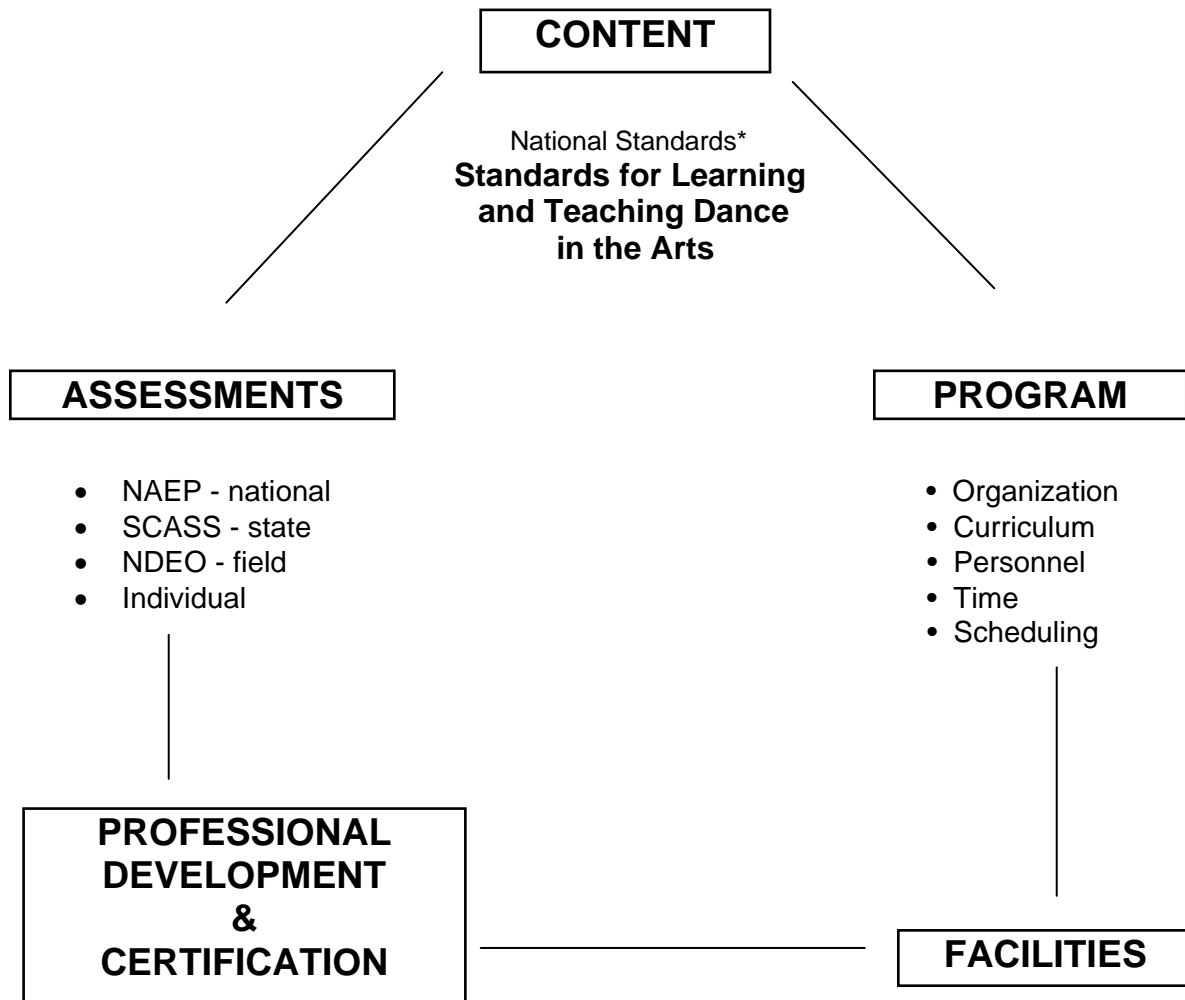 CONTENT
National Standards*
Standards for Learning
and Teaching Dance
in the Arts
ASSESSMENTS
• NAEP - national
• SCASS - state
• NDEO - field
• Individual
PROGRAM
• Organization
• Curriculum
• Personnel
• Time
• Scheduling
PROFESSIONAL
DEVELOPMENT
&
CERTIFICATION
FACILITIES